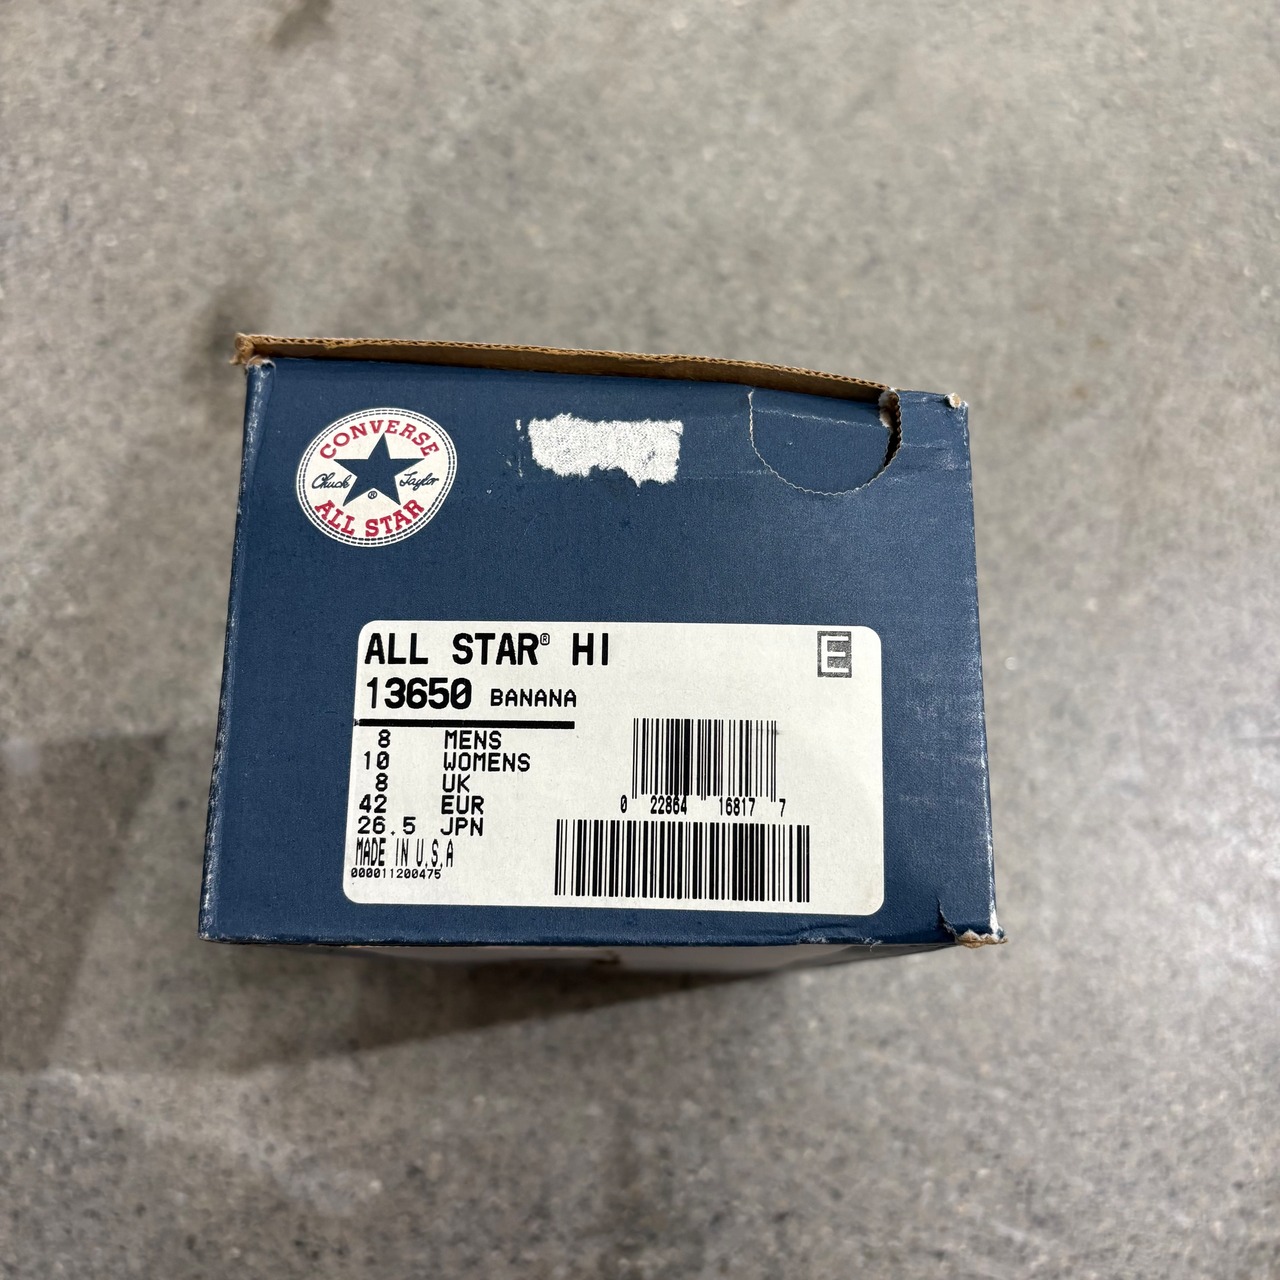 CONVERSE
Chuck Taylor
®
ALL STAR
ALL STAR® HI
E
13650 BANANA
8 MENS
10 WOMENS
8 UK
42 EUR
26.5 JPN
MADE IN U.S.A
000011200475
0 22864 16817 7